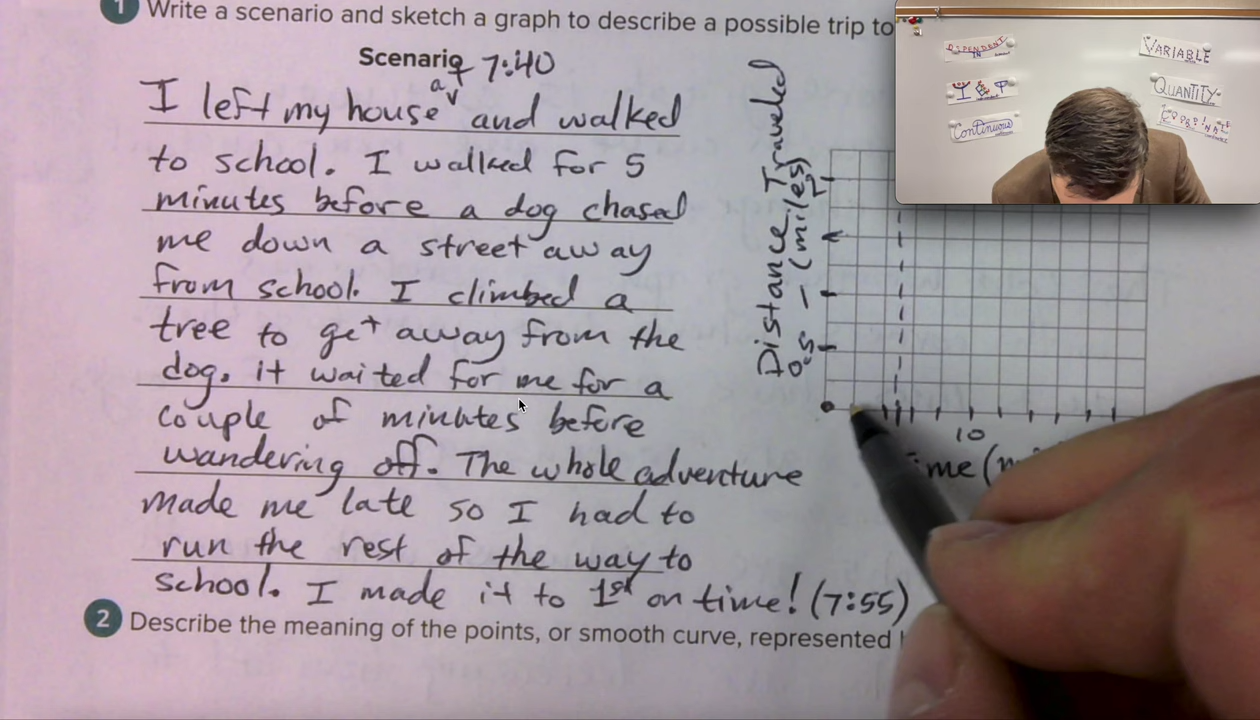 1 Write a scenario and sketch a graph to describe a possible trip to
Scenario
at 7:40
I left my house and walked
to school. I walked for 5
minutes before a dog chased
me down a street away
from school. I climbed a
tree to get away from the
dog. it waited for me for a
couple of minutes before
wandering off. The whole adventure
made me late so I had to
run the rest of the way to
school. I made it to 1st on time! (7:55)
2 Describe the meaning of the points, or smooth curve, represented
Distance Traveled
(miles)
2
0.5
10
VARIABLE
QUANTITY
Continuous